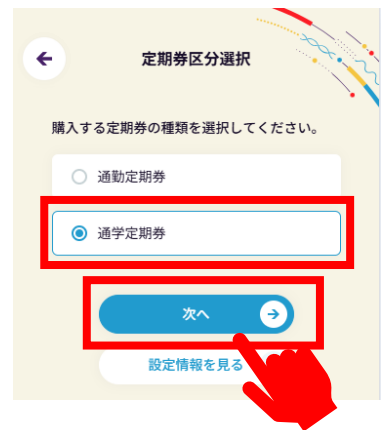 定期券区分選択
購入する定期券の種類を選択してください。
通勤定期券
通学定期券
次へ
設定情報を見る